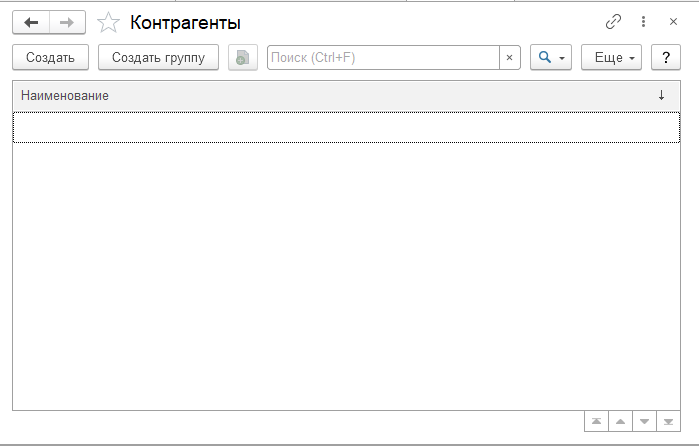 Контрагенты
Создать Создать группу Поиск (Ctrl+F) × Еще ?
Наименование ↓